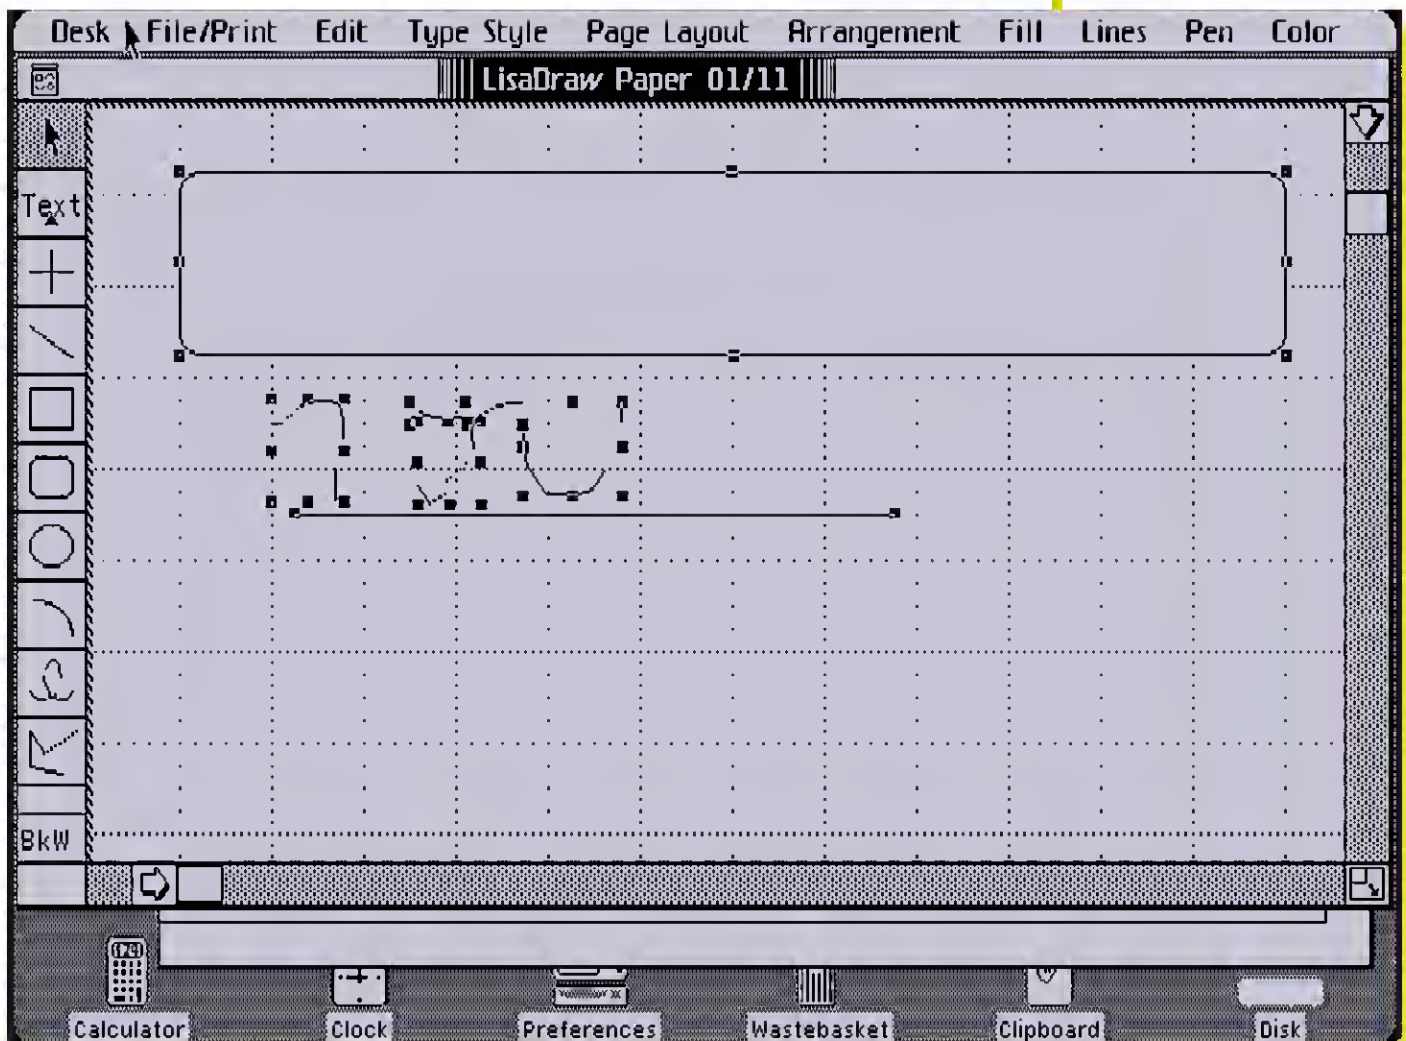 Desk File/Print Edit Type Style Page Layout Arrangement Fill Lines Pen Color
LisaDraw Paper 01/11
Text
BkW
Calculator Clock Preferences Wastebasket Clipboard Disk